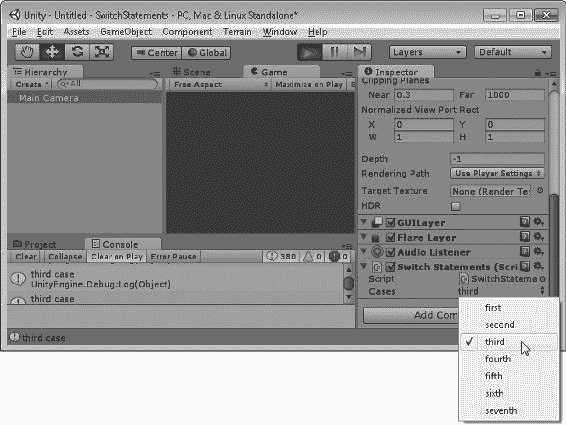 Unity - Untitled - SwitchStatements - PC, Mac & Linux Standalone*
File Edit Assets GameObject Component Terrain Window Help
Center Global Layers Default
Hierarchy
Create All
Main Camera
Scene Game
Free Aspect Maximize on Play S
Inspector
Clipping Planes
Near 0.3 Far 1000
Normalized View Port Rect
X 0 Y 0
W 1 H 1
Depth -1
Rendering Path Use Player Settings
Target Texture None (Render Te:
HDR
GUILayer
Flare Layer
Audio Listener
Switch Statements (Scri
Script SwitchStateme
Cases third
Add Com
Project Console
Clear Collapse Clear on Play Error Pause 380 0 0
third case
UnityEngine.Debug:Log(Object)
third case
third case
first
second
third
fourth
fifth
sixth
seventh